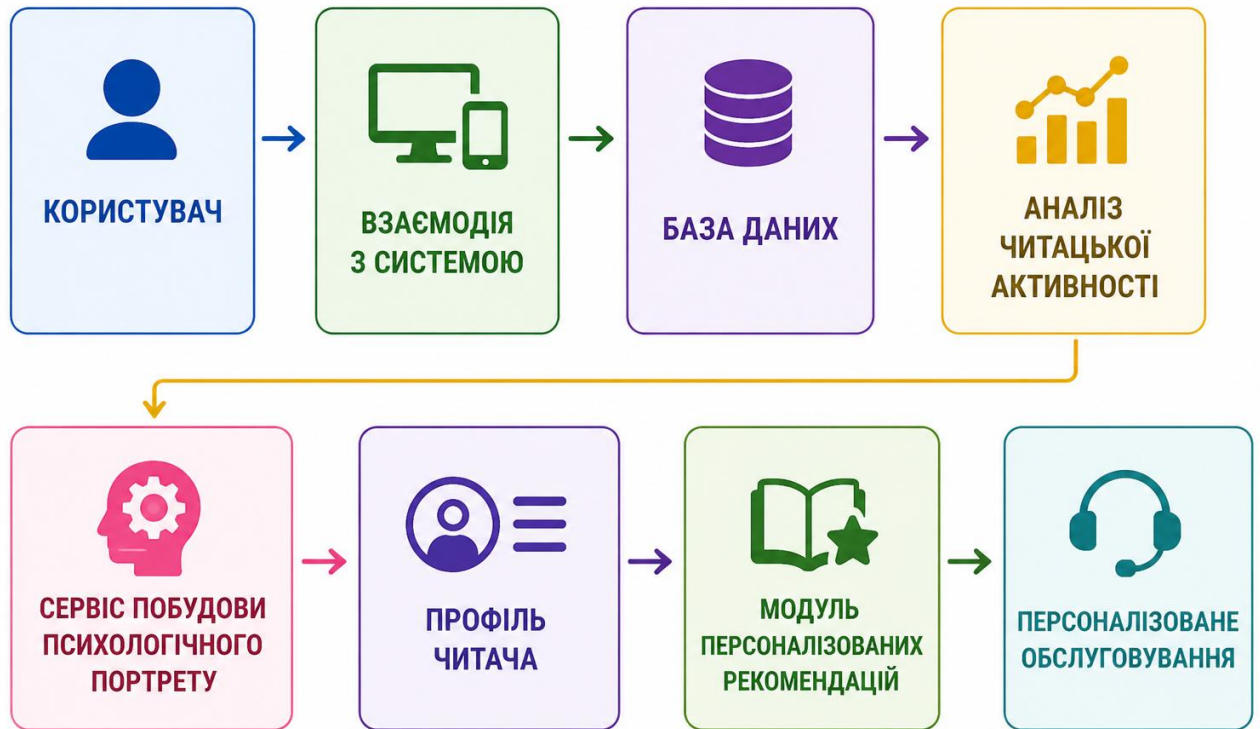 КОРИСТУВАЧ
ВЗАЄМОДІЯ
З СИСТЕМОЮ
БАЗА ДАНИХ
АНАЛІЗ
ЧИТАЦЬКОЇ
АКТИВНОСТІ
СЕРВІС ПОБУДОВИ
ПСИХОЛОГІЧНОГО
ПОРТРЕТУ
ПРОФІЛЬ
ЧИТАЧА
МОДУЛЬ
ПЕРСОНАЛІЗОВАНИХ
РЕКОМЕНДАЦІЙ
ПЕРСОНАЛІЗОВАНЕ
ОБСЛУГОВУВАННЯ